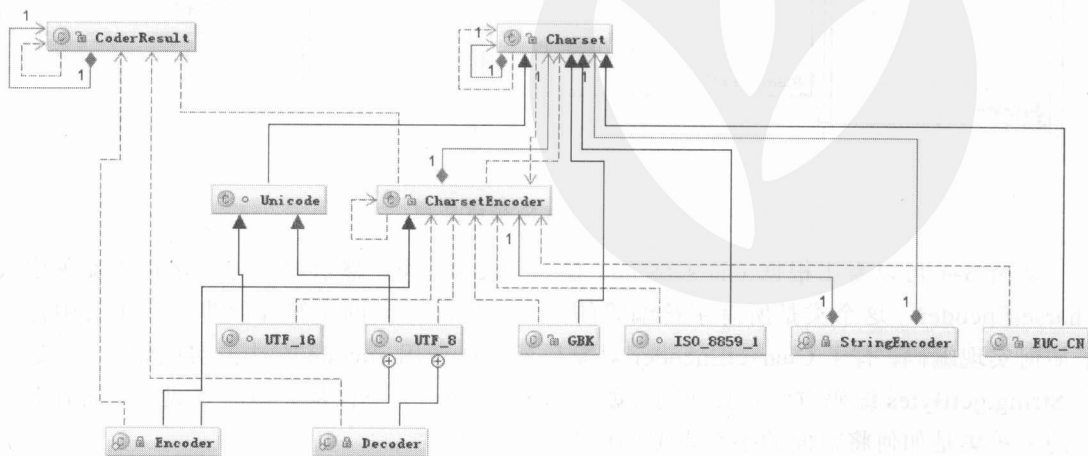 1
CoderResult
1
1
Charset
1
1
1
Unicode
CharsetEncoder
1
1
1
UTF_16
UTF_8
GBK
ISO_8859_1
StringEncoder
EUC_CN
Encoder
Decoder